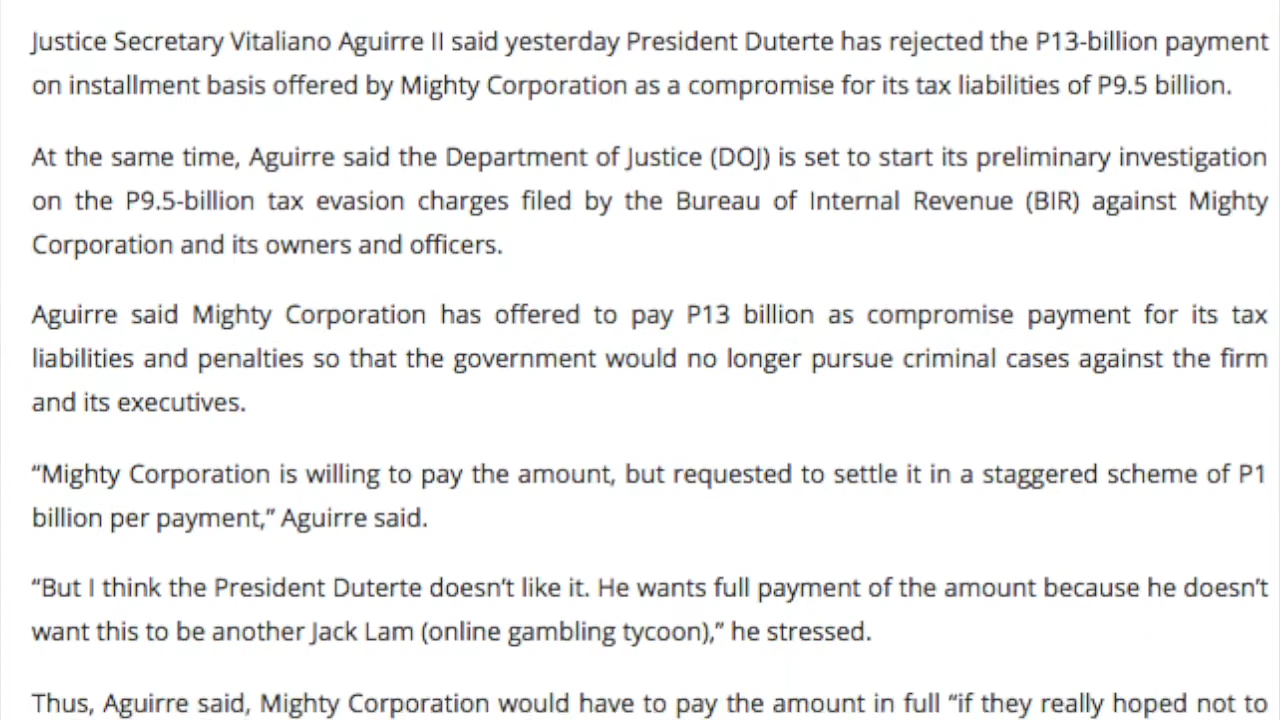 Justice Secretary Vitaliano Aguirre II said yesterday President Duterte has rejected the P13-billion payment
on installment basis offered by Mighty Corporation as a compromise for its tax liabilities of P9.5 billion.
At the same time, Aguirre said the Department of Justice (DOJ) is set to start its preliminary investigation
on the P9.5-billion tax evasion charges filed by the Bureau of Internal Revenue (BIR) against Mighty
Corporation and its owners and officers.
Aguirre said Mighty Corporation has offered to pay P13 billion as compromise payment for its tax
liabilities and penalties so that the government would no longer pursue criminal cases against the firm
and its executives.
“Mighty Corporation is willing to pay the amount, but requested to settle it in a staggered scheme of P1
billion per payment,” Aguirre said.
“But I think the President Duterte doesn’t like it. He wants full payment of the amount because he doesn’t
want this to be another Jack Lam (online gambling tycoon),” he stressed.
Thus, Aguirre said, Mighty Corporation would have to pay the amount in full “if they really hoped not to